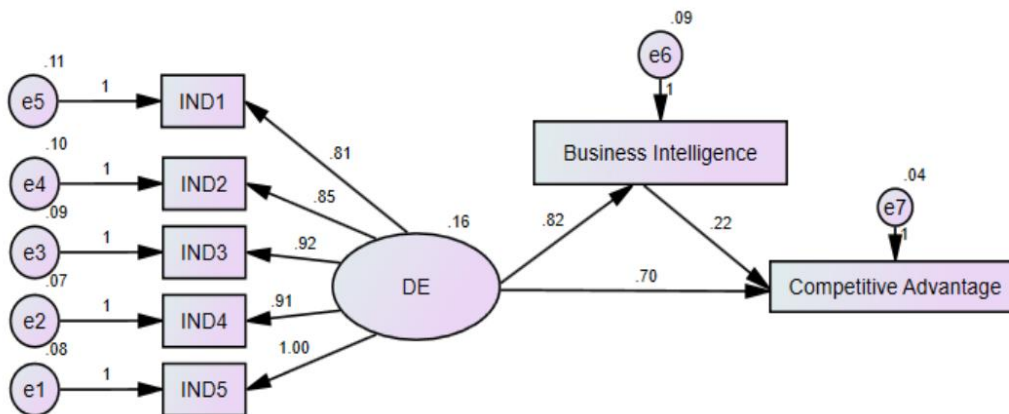 .09
e6
1
Business Intelligence
.11
e5
1
IND1
.81
.10
e4
1
IND2
.85
.09
e3
1
IND3
.92
.07
e2
1
IND4
.91
.08
e1
1
IND5
1.00
.16
DE
.82
.22
.70
.04
e7
1
Competitive Advantage